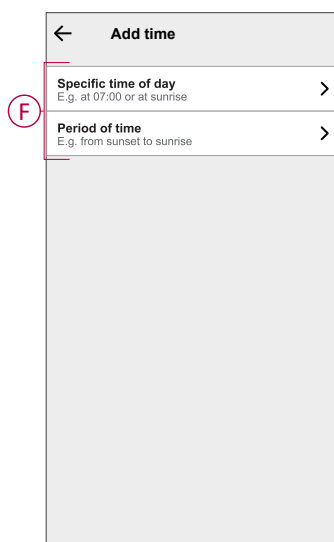 Add time
Specific time of day
E.g. at 07:00 or at sunrise
F
Period of time
E.g. from sunset to sunrise